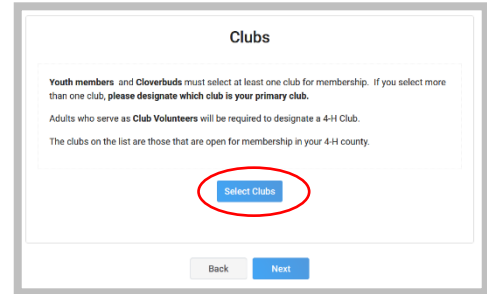 Clubs
Youth members and Cloverbuds must select at least one club for membership. If you select more
than one club, please designate which club is your primary club.
Adults who serve as Club Volunteers will be required to designate a 4-H Club.
The clubs on the list are those that are open for membership in your 4-H county.
Select Clubs
Back Next